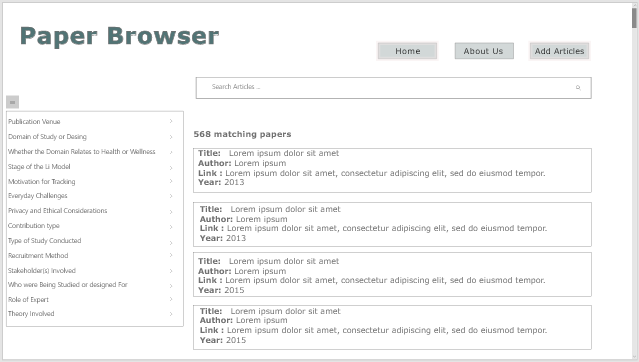 Paper Browser
Home
About Us
Add Articles
Search Articles ..
Publication Venue
Domain of Study or Desing
Whether the Domain Relates to Health or Wellness
Stage of the Li Model
Motivation for Tracking
Everyday Challenges
Privacy and Ethical Considerations
Contribution type
Type of Study Conducted
Recruitment Method
Stakeholder(s) Involved
Who were Being Studied or designed For
Role of Expert
Theory Involved
568 matching papers
Title: Lorem ipsum dolor sit amet
Author: Lorem ipsum
Link : Lorem ipsum dolor sit amet, consectetur adipiscing elit, sed do eiusmod tempor.
Year: 2013
Title: Lorem ipsum dolor sit amet
Author: Lorem ipsum
Link : Lorem ipsum dolor sit amet, consectetur adipiscing elit, sed do eiusmod tempor.
Year: 2013
Title: Lorem ipsum dolor sit amet
Author: Lorem ipsum
Link : Lorem ipsum dolor sit amet, consectetur adipiscing elit, sed do eiusmod tempor.
Year: 2015
Title: Lorem ipsum dolor sit amet
Author: Lorem ipsum
Link : Lorem ipsum dolor sit amet, consectetur adipiscing elit, sed do eiusmod tempor.
Year: 2015